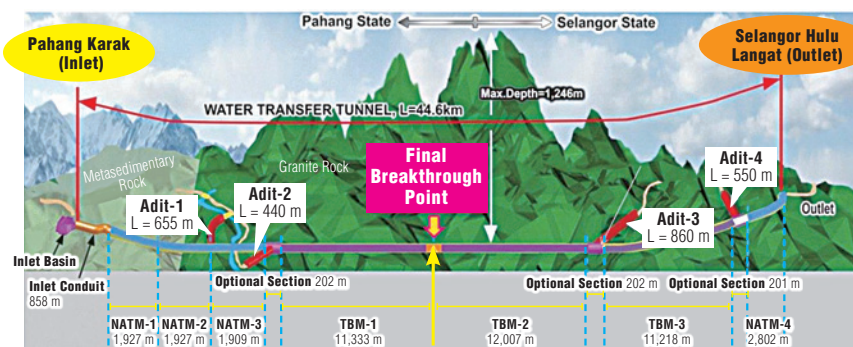 Pahang State
Selangor State
Pahang Karak
(Inlet)
Selangor Hulu
Langat (Outlet)
Max.Depth=1,246m
WATER TRANSFER TUNNEL, L=44.6km
Metasedimentary
Rock
Granite Rock
Final
Breakthrough
Point
Adit-1
L = 655 m
Adit-2
L = 440 m
Adit-3
L = 860 m
Adit-4
L = 550 m
Outlet
Inlet Basin
Inlet Conduit
858 m
Optional Section 202 m
Optional Section 202 m
Optional Section 201 m
NATM-1
1,927 m
NATM-2
1,927 m
NATM-3
1,909 m
TBM-1
11,333 m
TBM-2
12,007 m
TBM-3
11,218 m
NATM-4
2,802 m